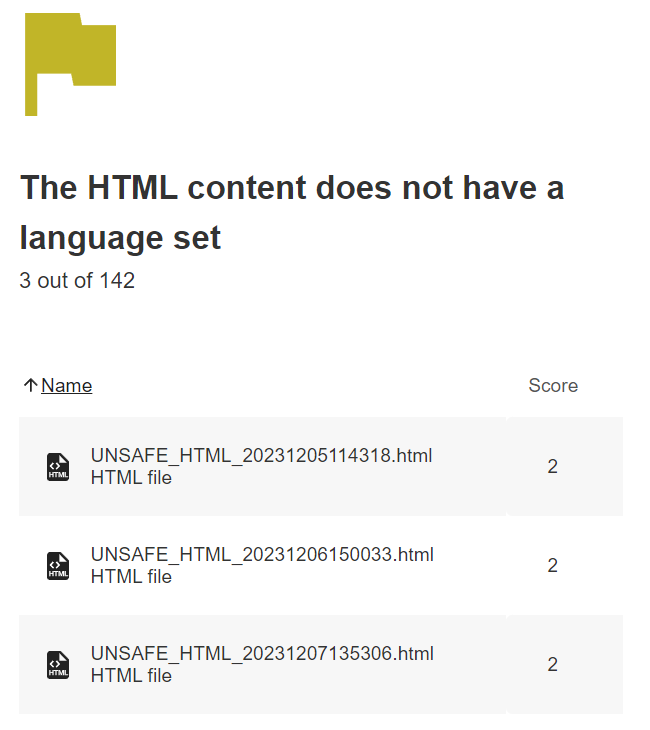 The HTML content does not have a
language set
3 out of 142
Name
Score
UNSAFE_HTML_20231205114318.html
HTML file
2
HTML
UNSAFE_HTML_20231206150033.html
HTML file
2
HTML
UNSAFE_HTML_20231207135306.html
HTML file
2
HTML